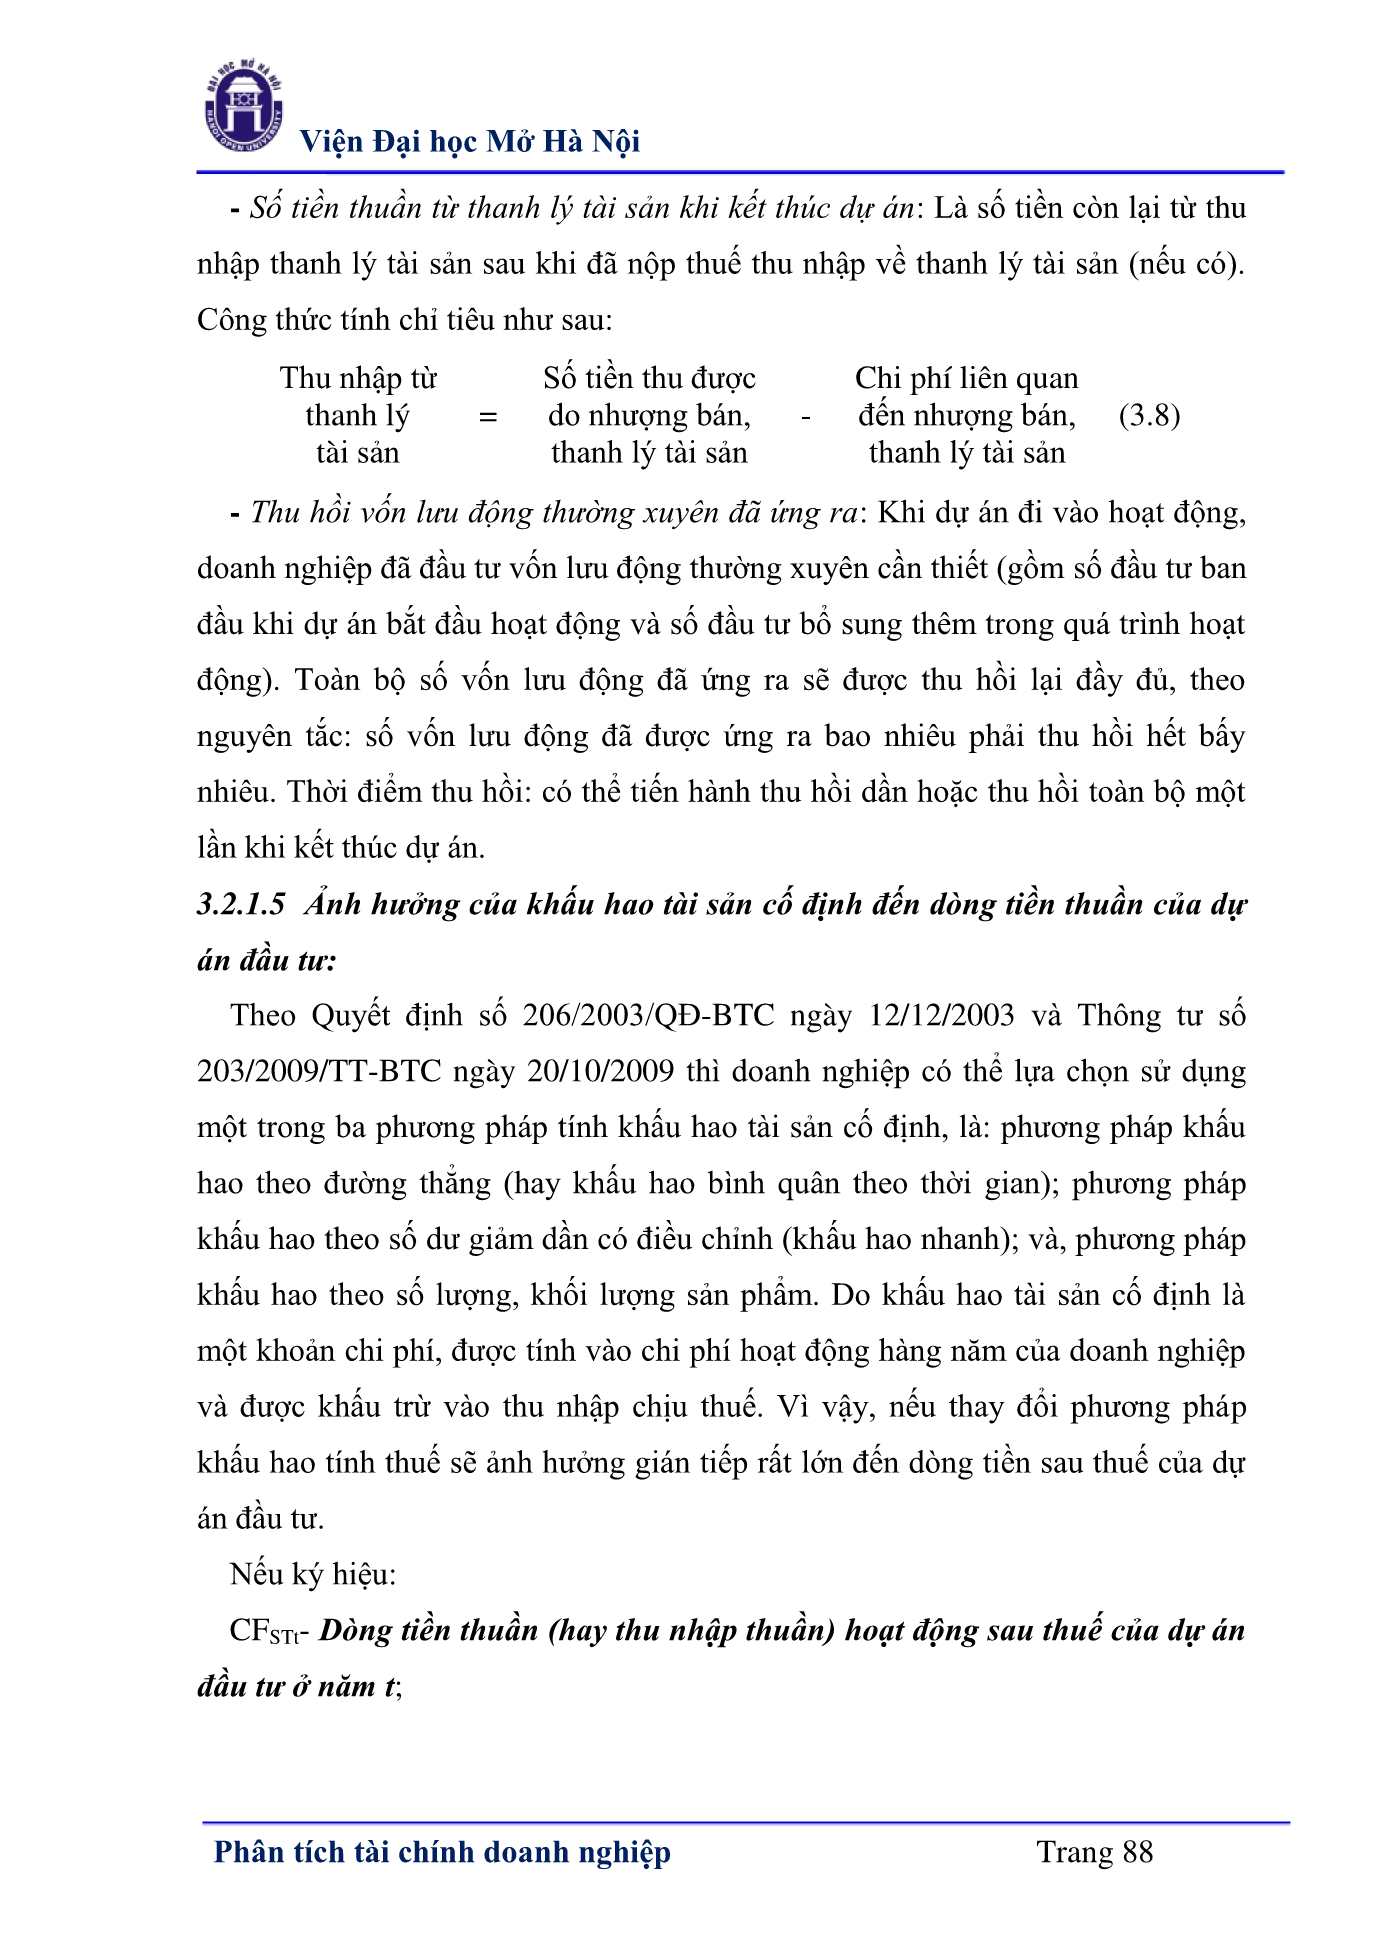 ĐẠI HỌC MỞ HÀ NỘI
HANOI OPEN UNIVERSITY
Viện Đại học Mở Hà Nội
- Số tiền thuần từ thanh lý tài sản khi kết thúc dự án: Là số tiền còn lại từ thu
nhập thanh lý tài sản sau khi đã nộp thuế thu nhập về thanh lý tài sản (nếu có).
Công thức tính chỉ tiêu như sau:
Thu nhập từ Số tiền thu được Chi phí liên quan
thanh lý = do nhượng bán, - đến nhượng bán, (3.8)
tài sản thanh lý tài sản thanh lý tài sản
- Thu hồi vốn lưu động thường xuyên đã ứng ra: Khi dự án đi vào hoạt động,
doanh nghiệp đã đầu tư vốn lưu động thường xuyên cần thiết (gồm số đầu tư ban
đầu khi dự án bắt đầu hoạt động và số đầu tư bổ sung thêm trong quá trình hoạt
động). Toàn bộ số vốn lưu động đã ứng ra sẽ được thu hồi lại đầy đủ, theo
nguyên tắc: số vốn lưu động đã được ứng ra bao nhiêu phải thu hồi hết bấy
nhiêu. Thời điểm thu hồi: có thể tiến hành thu hồi dần hoặc thu hồi toàn bộ một
lần khi kết thúc dự án.
3.2.1.5 Ảnh hưởng của khấu hao tài sản cố định đến dòng tiền thuần của dự
án đầu tư:
Theo Quyết định số 206/2003/QĐ-BTC ngày 12/12/2003 và Thông tư số
203/2009/TT-BTC ngày 20/10/2009 thì doanh nghiệp có thể lựa chọn sử dụng
một trong ba phương pháp tính khấu hao tài sản cố định, là: phương pháp khấu
hao theo đường thẳng (hay khấu hao bình quân theo thời gian); phương pháp
khấu hao theo số dư giảm dần có điều chỉnh (khấu hao nhanh); và, phương pháp
khấu hao theo số lượng, khối lượng sản phẩm. Do khấu hao tài sản cố định là
một khoản chi phí, được tính vào chi phí hoạt động hàng năm của doanh nghiệp
và được khấu trừ vào thu nhập chịu thuế. Vì vậy, nếu thay đổi phương pháp
khấu hao tính thuế sẽ ảnh hưởng gián tiếp rất lớn đến dòng tiền sau thuế của dự
án đầu tư.
Nếu ký hiệu:
CFSTt- Dòng tiền thuần (hay thu nhập thuần) hoạt động sau thuế của dự án
đầu tư ở năm t;
Phân tích tài chính doanh nghiệp Trang 88